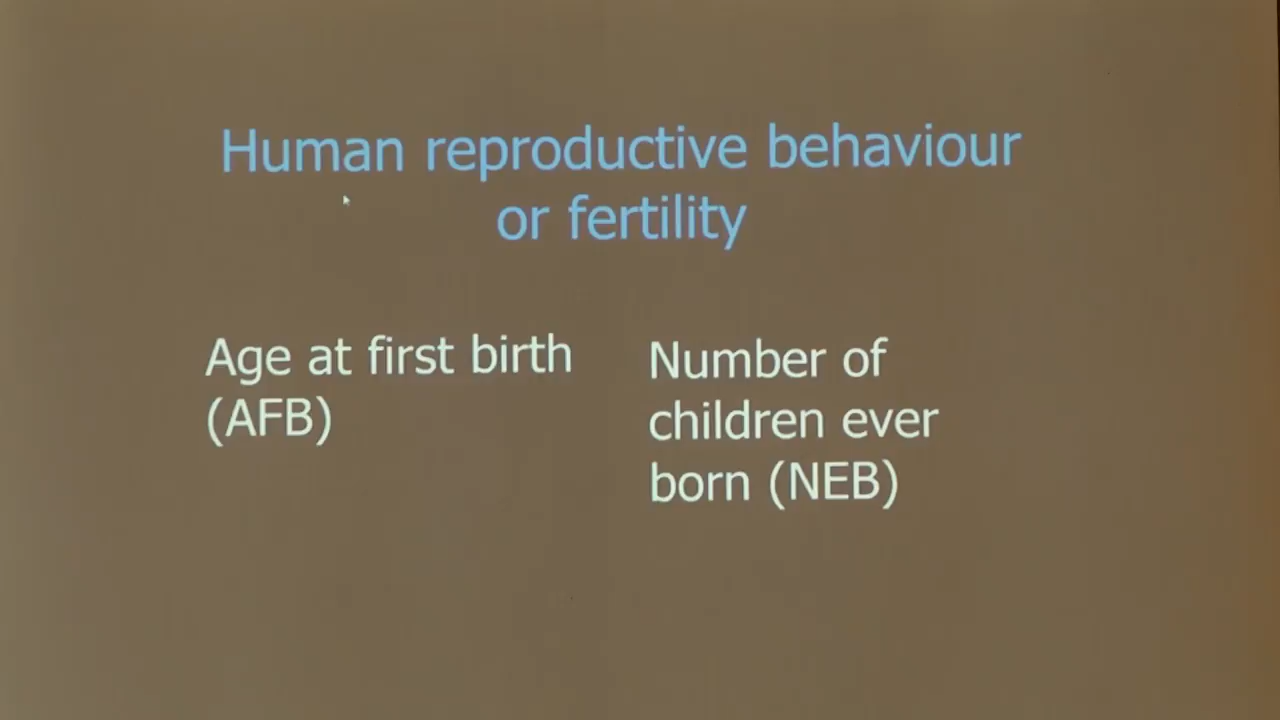 Human reproductive behaviour
or fertility
Age at first birth
(AFB)
Number of
children ever
born (NEB)